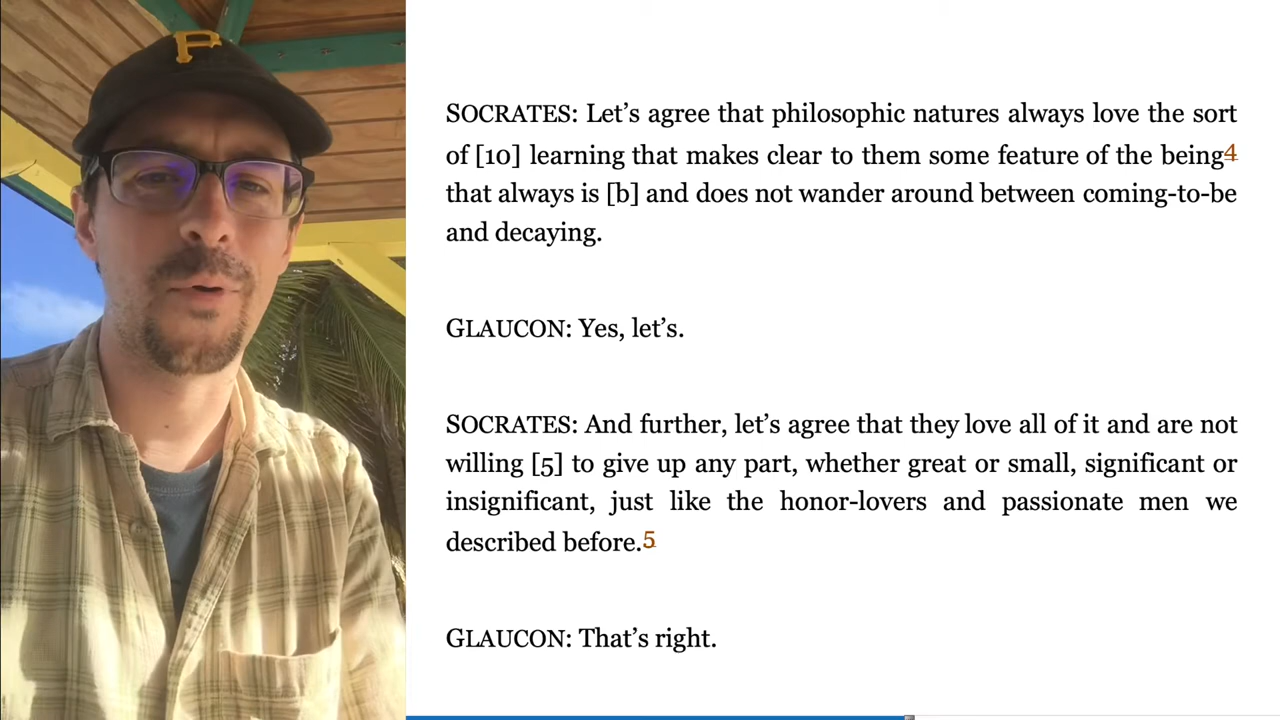 P
SOCRATES: Let’s agree that philosophic natures always love the sort
of [10] learning that makes clear to them some feature of the being4
that always is [b] and does not wander around between coming-to-be
and decaying.
GLAUCON: Yes, let’s.
SOCRATES: And further, let’s agree that they love all of it and are not
willing [5] to give up any part, whether great or small, significant or
insignificant, just like the honor-lovers and passionate men we
described before.5
GLAUCON: That’s right.